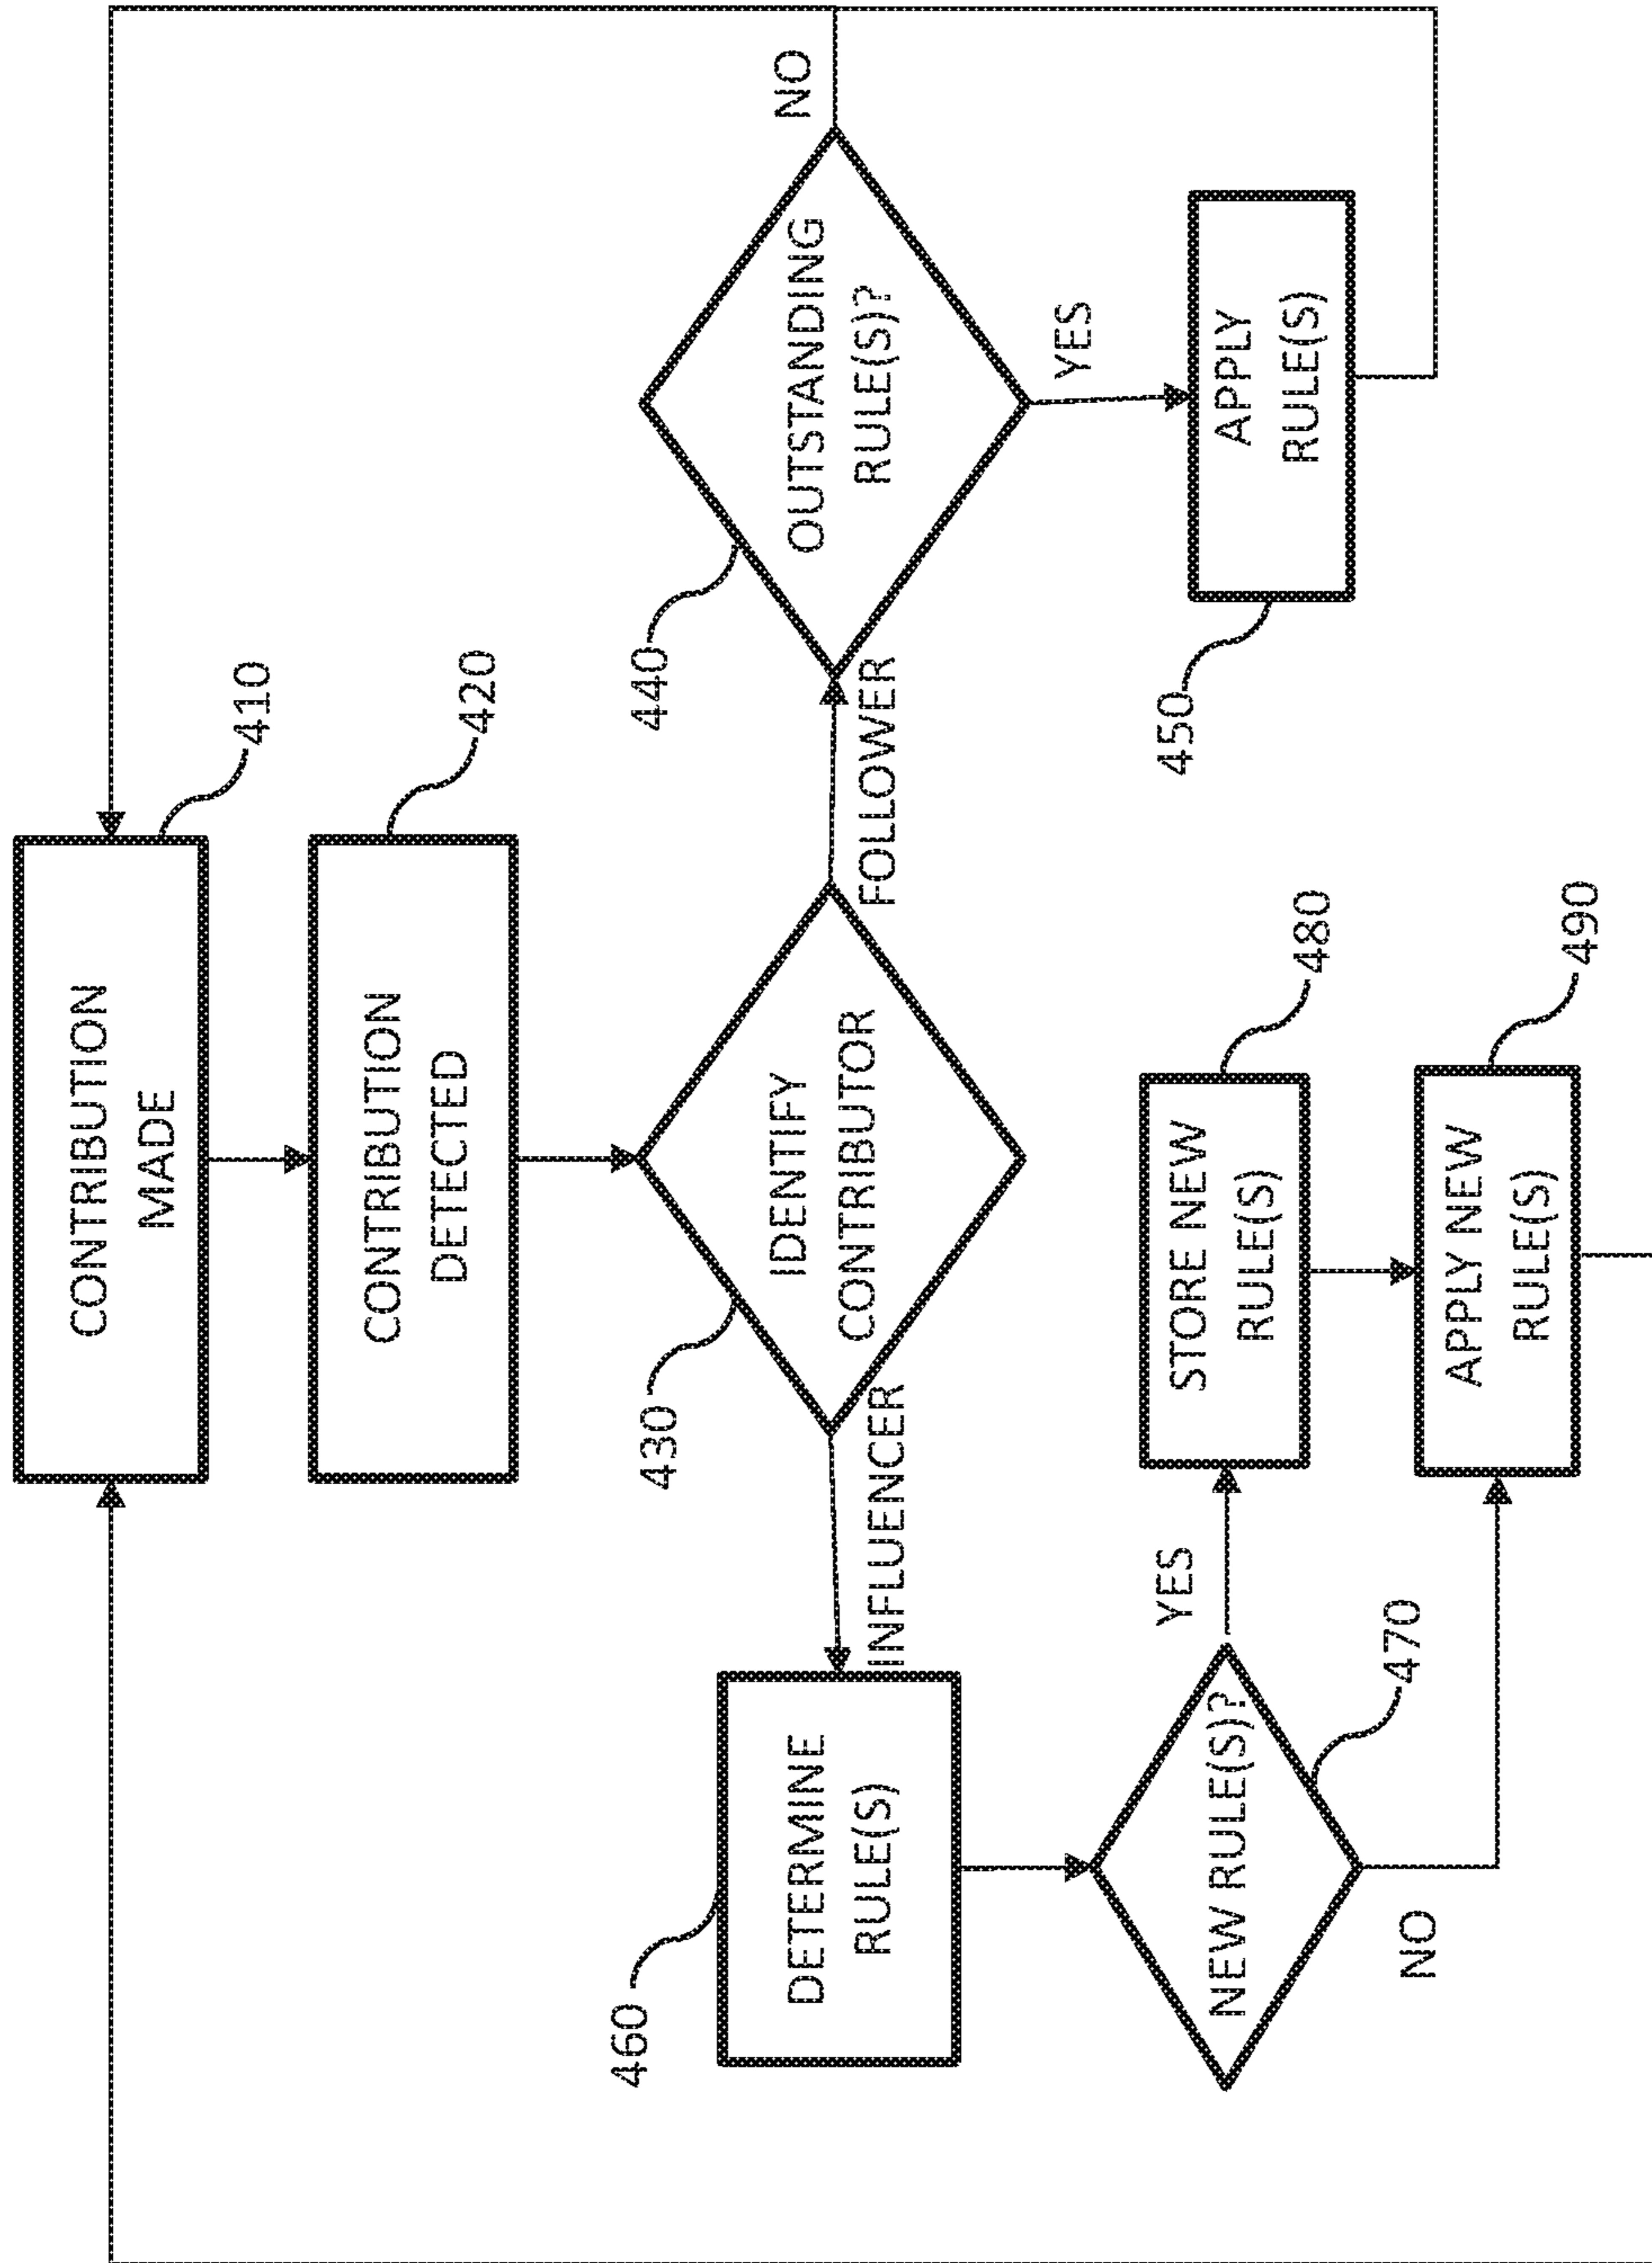 CONTRIBUTION
MADE
410
CONTRIBUTION
DETECTED
420
IDENTIFY
CONTRIBUTOR
430
INFLUENCER
FOLLOWER
OUTSTANDING
RULE(S)?
440
NO
YES
APPLY
RULE(S)
450
DETERMINE
RULE(S)
460
NEW RULE(S)?
470
YES
NO
STORE NEW
RULE(S)
480
APPLY NEW
RULE(S)
490